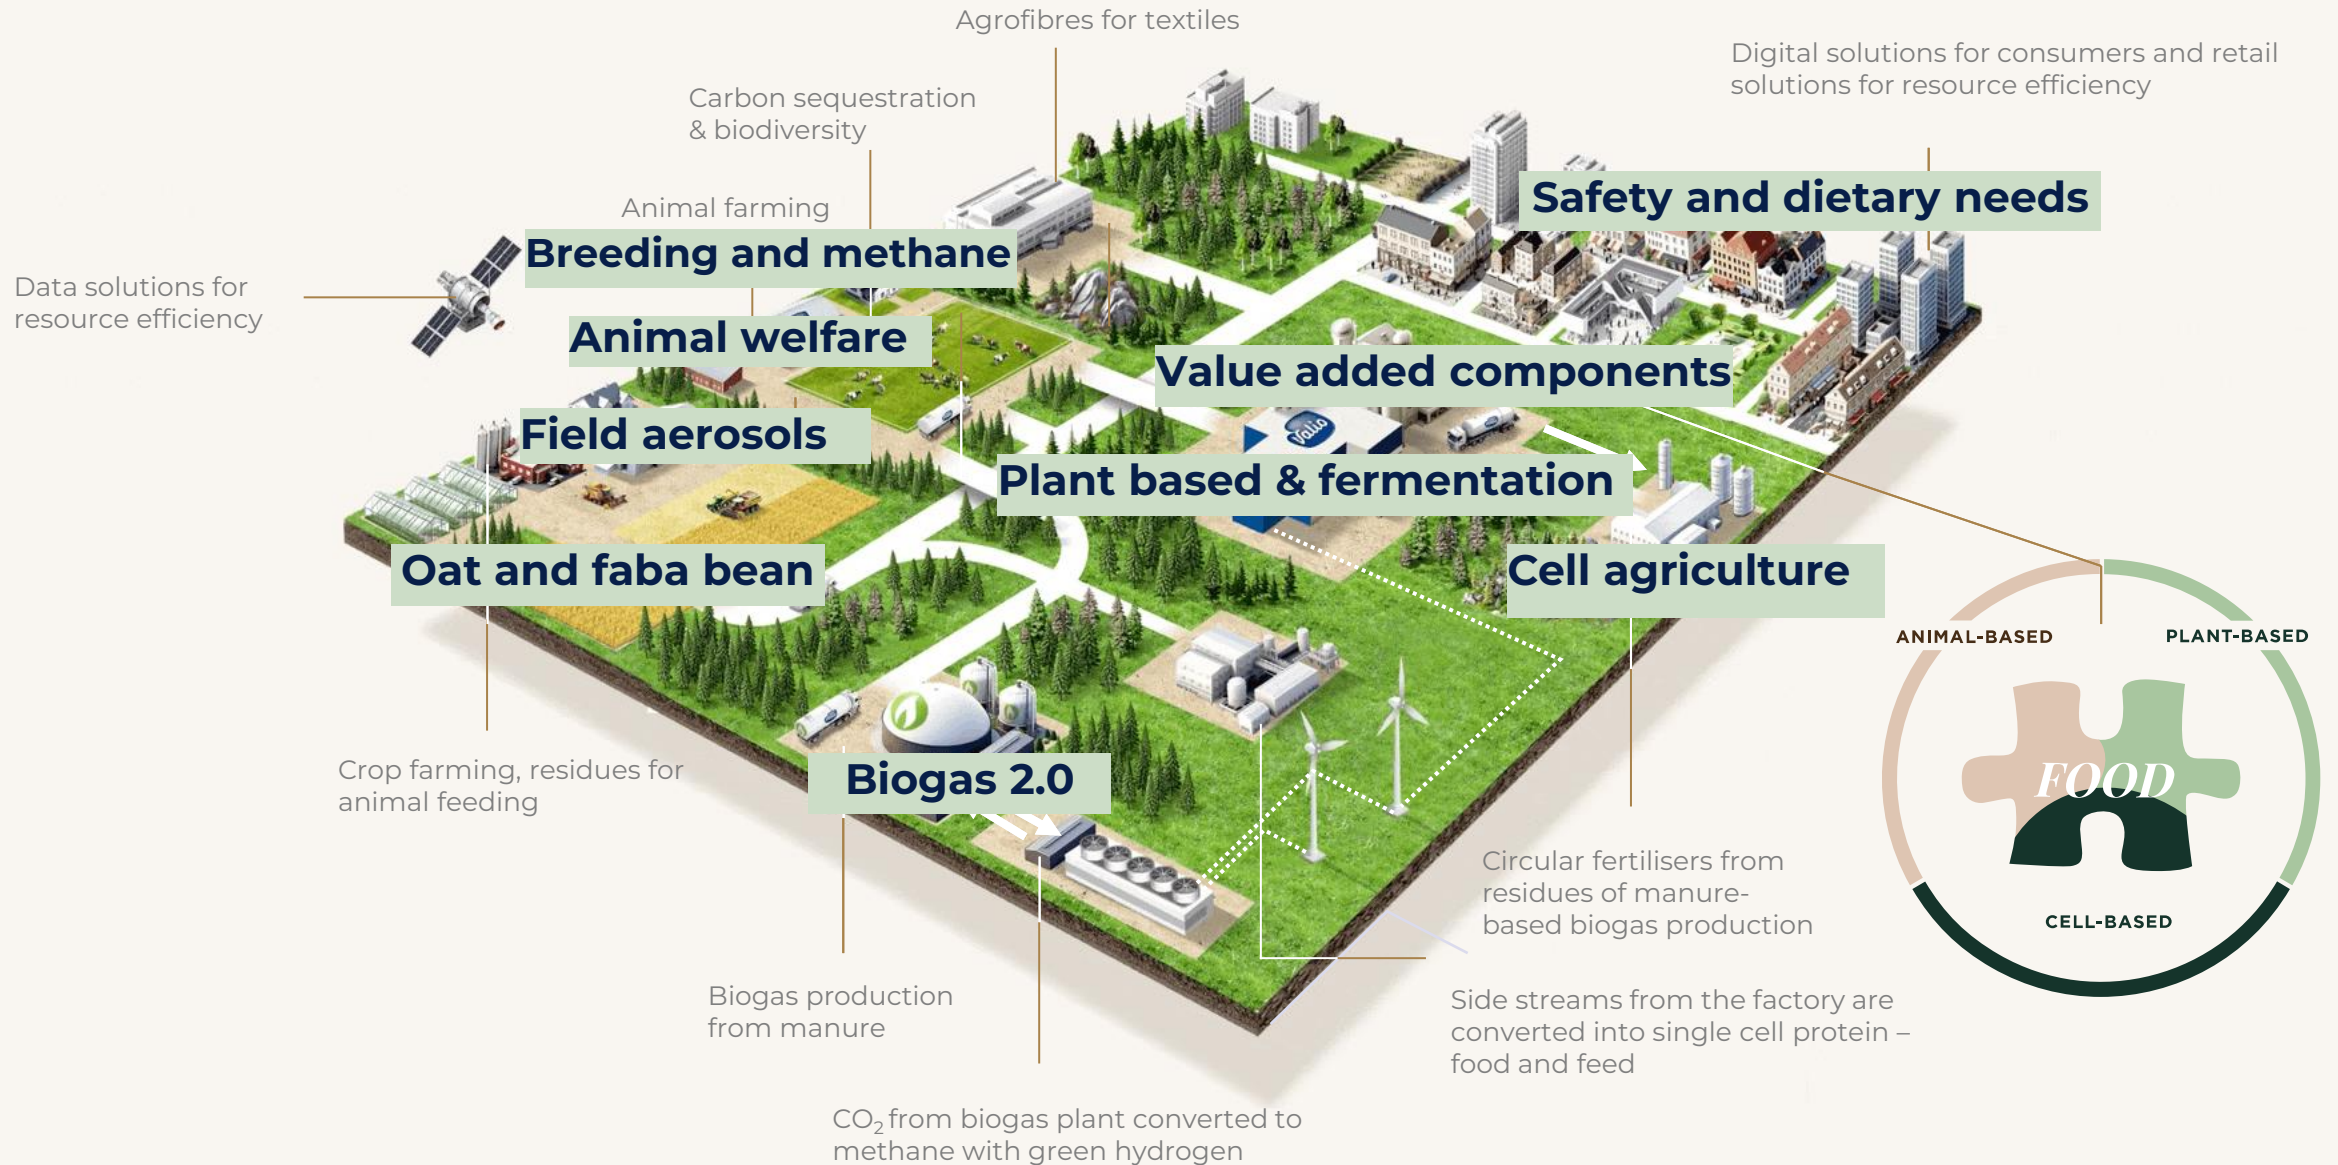 Agrofibres for textiles
Digital solutions for consumers and retail
solutions for resource efficiency
Carbon sequestration
& biodiversity
Safety and dietary needs
Animal farming
Breeding and methane
Data solutions for
resource efficiency
Animal welfare
Value added components
Field aerosols
Valio
Plant based & fermentation
Oat and faba bean
Cell agriculture
ANIMAL-BASED
PLANT-BASED
FOOD
CELL-BASED
Crop farming, residues for
animal feeding
Biogas 2.0
Circular fertilisers from
residues of manure-
based biogas production
Biogas production
from manure
Side streams from the factory are
converted into single cell protein –
food and feed
CO₂ from biogas plant converted to
methane with green hydrogen